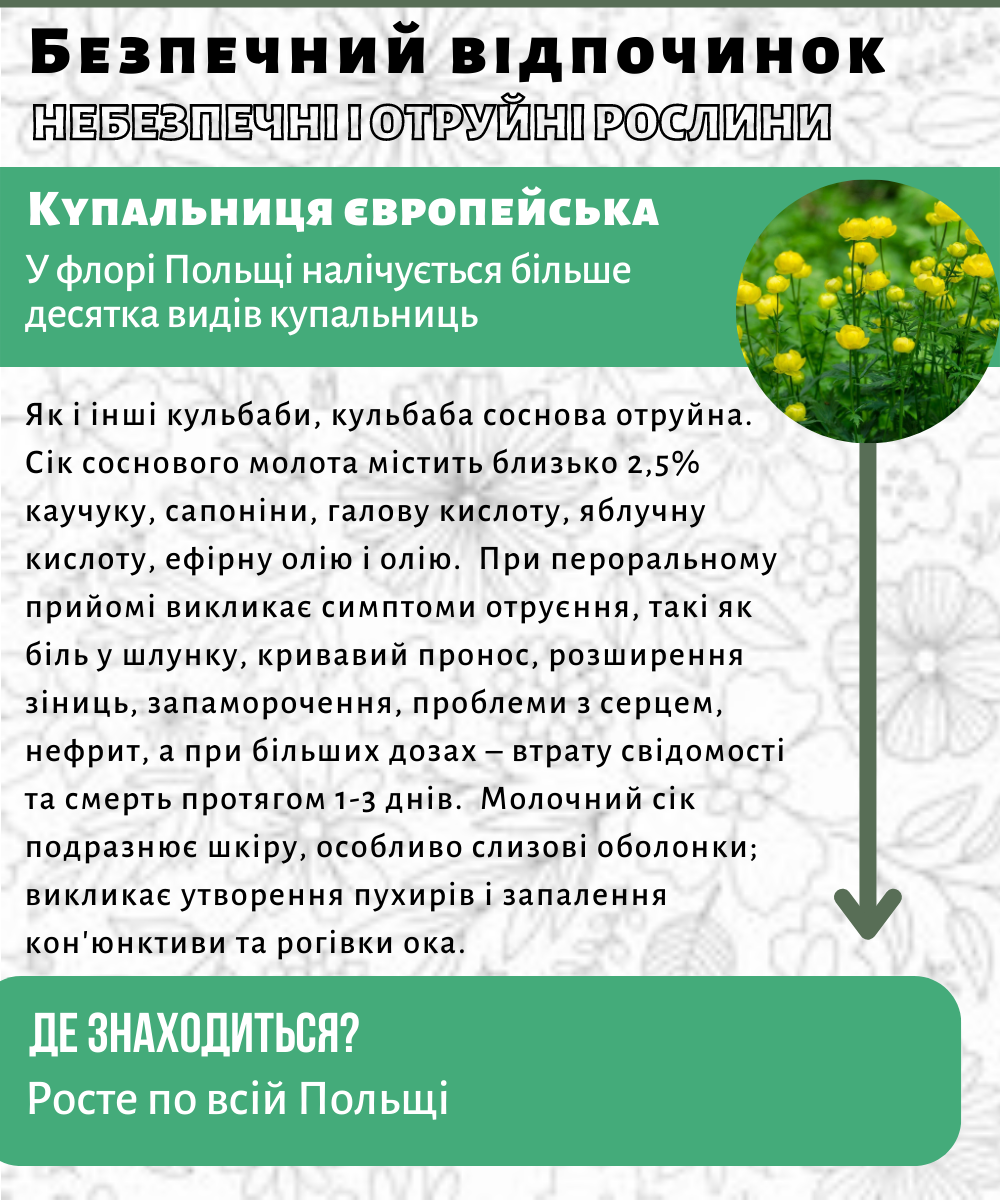 Безпечний відпочинок
НЕБЕЗПЕЧНІ І ОТРУЙНІ РОСЛИНИ
Купальниця європейська
У флорі Польщі налічується більше
десятка видів купальниць
Як і інші кульбаби, кульбаба соснова отруйна.
Сік соснового молота містить близько 2,5%
каучуку, сапоніни, галову кислоту, яблучну
кислоту, ефірну олію і олію. При пероральному
прийомі викликає симптоми отруєння, такі як
біль у шлунку, кривавий пронос, розширення
зіниць, запаморочення, проблеми з серцем,
нефрит, а при більших дозах – втрату свідомості
та смерть протягом 1-3 днів. Молочний сік
подразнює шкіру, особливо слизові оболонки;
викликає утворення пухирів і запалення
кон'юнктиви та рогівки ока.
ДЕ ЗНАХОДИТЬСЯ?
Росте по всій Польщі